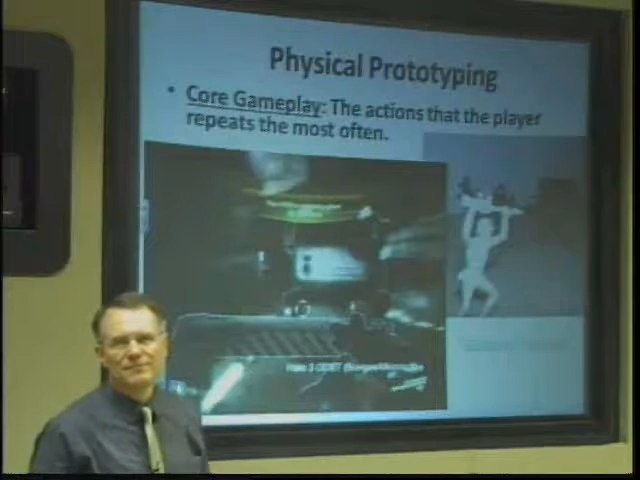 Physical Prototyping
• Core Gameplay: The actions that the player
repeats the most often.